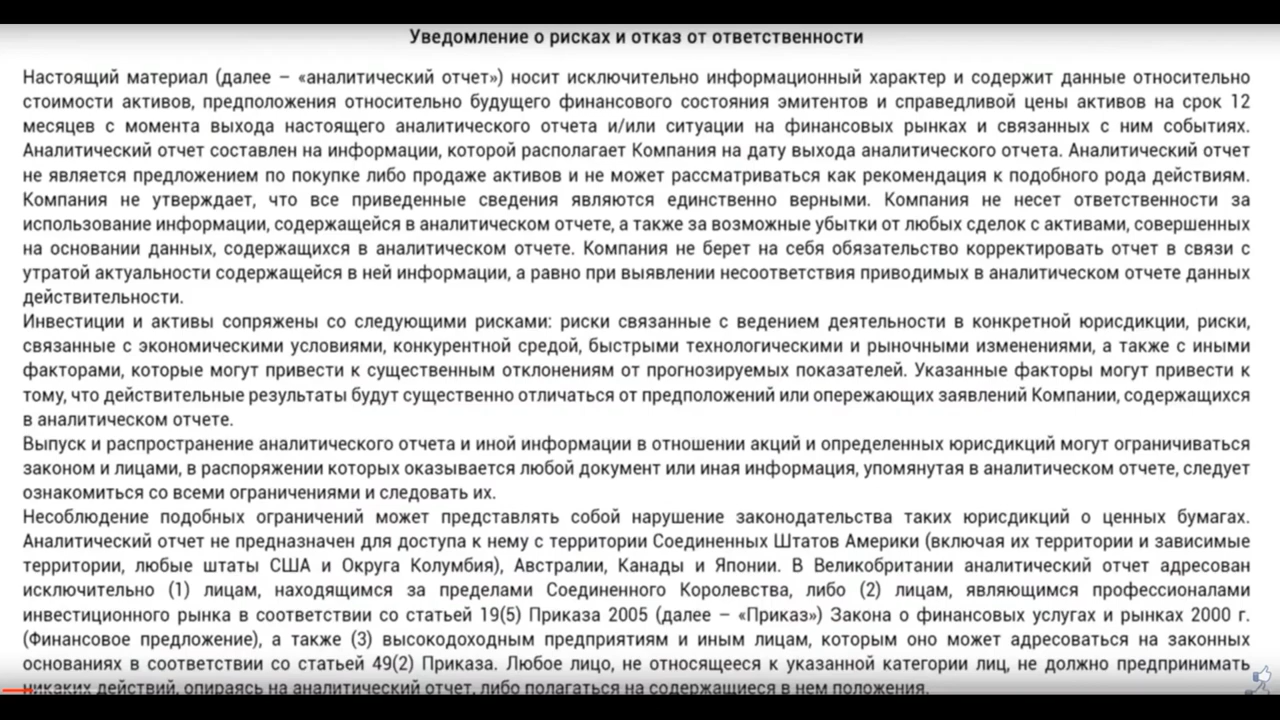 Уведомление о рисках и отказ от ответственности
Настоящий материал (далее – «аналитический отчет») носит исключительно информационный характер и содержит данные относительно
стоимости активов, предположения относительно будущего финансового состояния эмитентов и справедливой цены активов на срок 12
месяцев с момента выхода настоящего аналитического отчета и/или ситуации на финансовых рынках и связанных с ним событиях.
Аналитический отчет составлен на информации, которой располагает Компания на дату выхода аналитического отчета. Аналитический отчет
не является предложением по покупке либо продаже активов и не может рассматриваться как рекомендация к подобного рода действиям.
Компания не утверждает, что все приведенные сведения являются единственно верными. Компания не несет ответственности за
использование информации, содержащейся в аналитическом отчете, а также за возможные убытки от любых сделок с активами, совершенных
на основании данных, содержащихся в аналитическом отчете. Компания не берет на себя обязательство корректировать отчет в связи с
утратой актуальности содержащейся в ней информации, а равно при выявлении несоответствия приводимых в аналитическом отчете данных
действительности.
Инвестиции и активы сопряжены со следующими рисками: риски связанные с ведением деятельности в конкретной юрисдикции, риски,
связанные с экономическими условиями, конкурентной средой, быстрыми технологическими и рыночными изменениями, а также с иными
факторами, которые могут привести к существенным отклонениям от прогнозируемых показателей. Указанные факторы могут привести к
тому, что действительные результаты будут существенно отличаться от предположений или опережающих заявлений Компании, содержащихся
в аналитическом отчете.
Выпуск и распространение аналитического отчета и иной информации в отношении акций и определенных юрисдикций могут ограничиваться
законом и лицами, в распоряжении которых оказывается любой документ или иная информация, упомянутая в аналитическом отчете, следует
ознакомиться со всеми ограничениями и следовать их.
Несоблюдение подобных ограничений может представлять собой нарушение законодательства таких юрисдикций о ценных бумагах.
Аналитический отчет не предназначен для доступа к нему с территории Соединенных Штатов Америки (включая их территории и зависимые
территории, любые штаты США и Округа Колумбия), Австралии, Канады и Японии. В Великобритании аналитический отчет адресован
исключительно (1) лицам, находящимся за пределами Соединенного Королевства, либо (2) лицам, являющимся профессионалами
инвестиционного рынка в соответствии со статьей 19(5) Приказа 2005 (далее – «Приказ») Закона о финансовых услугах и рынках 2000 г.
(Финансовое предложение), а также (3) высокодоходным предприятиям и иным лицам, которым оно может адресоваться на законных
основаниях в соответствии со статьей 49(2) Приказа. Любое лицо, не относящееся к указанной категории лиц, не должно предпринимать
никаких действий, опираясь на аналитический отчет, либо полагаться на содержащиеся в нем положения.